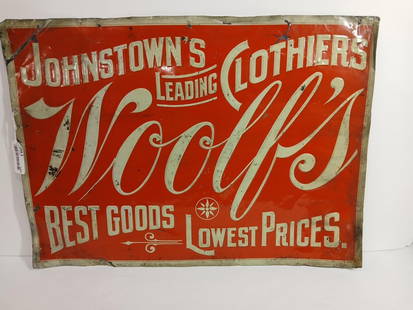 JOHNSTOWN'S LEADING CLOTHIERS
Woolf's
BEST GOODS LOWEST PRICES